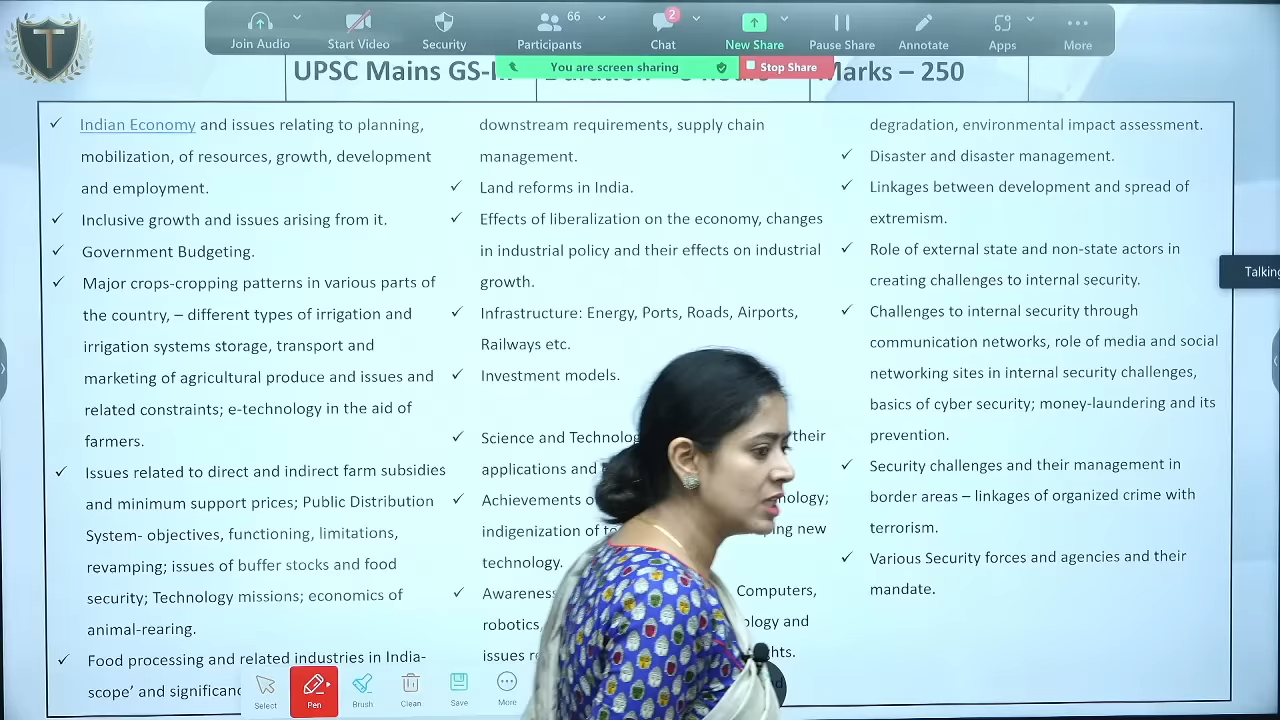 T
66
2
Join Audio
Start Video
Security
Participants
Chat
New Share
Pause Share
Annotate
Apps
More
You are screen sharing
Stop Share
UPSC Mains GS-
Marks – 250
Talking
Indian Economy and issues relating to planning,
mobilization, of resources, growth, development
and employment.
Inclusive growth and issues arising from it.
Government Budgeting.
Major crops-cropping patterns in various parts of
the country, – different types of irrigation and
irrigation systems storage, transport and
marketing of agricultural produce and issues and
related constraints; e-technology in the aid of
farmers.
Issues related to direct and indirect farm subsidies
and minimum support prices; Public Distribution
System- objectives, functioning, limitations,
revamping; issues of buffer stocks and food
security; Technology missions; economics of
animal-rearing.
Food processing and related industries in India-
scope’ and significanc
downstream requirements, supply chain
management.
Land reforms in India.
Effects of liberalization on the economy, changes
in industrial policy and their effects on industrial
growth.
Infrastructure: Energy, Ports, Roads, Airports,
Railways etc.
Investment models.
Science and Technolog their
applications and
Achievements o nology;
indigenization of te ing new
technology.
Awareness Computers,
robotics, ology and
issues re ghts.
degradation, environmental impact assessment.
Disaster and disaster management.
Linkages between development and spread of
extremism.
Role of external state and non-state actors in
creating challenges to internal security.
Challenges to internal security through
communication networks, role of media and social
networking sites in internal security challenges,
basics of cyber security; money-laundering and its
prevention.
Security challenges and their management in
border areas – linkages of organized crime with
terrorism.
Various Security forces and agencies and their
mandate.
Select
Pen
Brush
Clean
Save
More